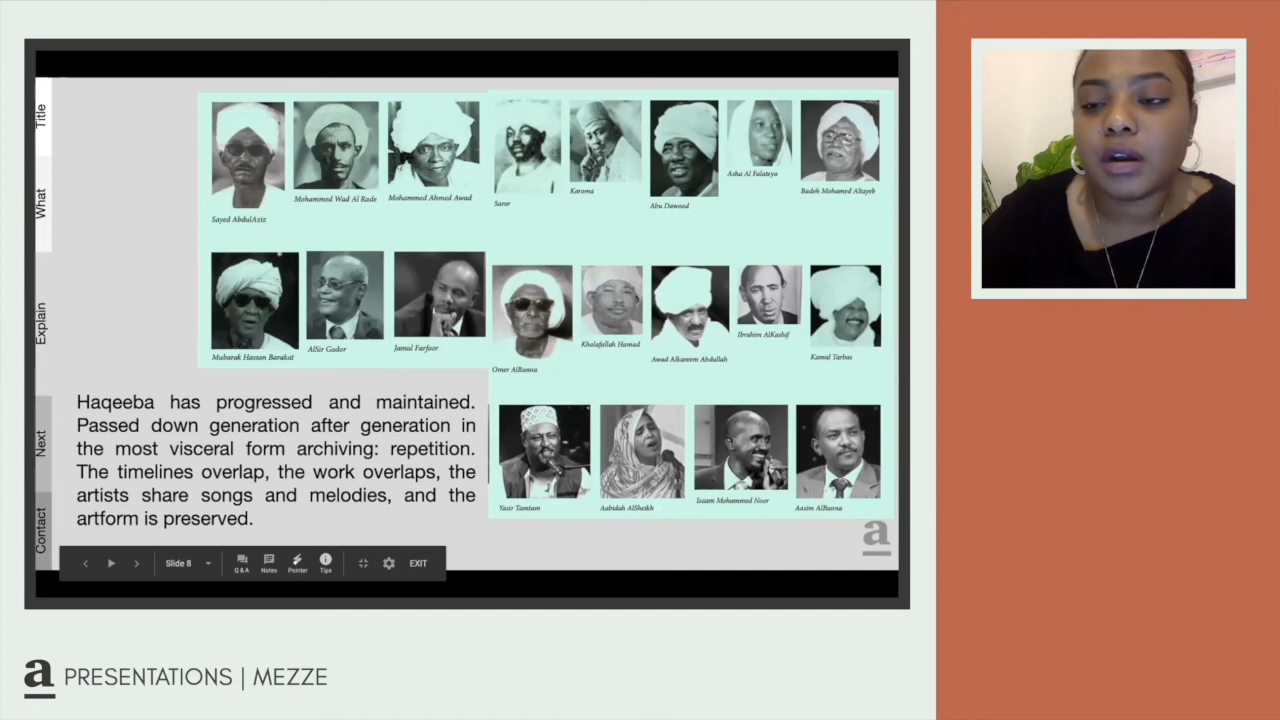 Title
What
Explain
Next
Contact
Sayed AbdulAziz
Mohammed Wad Al Rade
Mohammed Ahmed Awad
Saror
Karoma
Abu Dawood
Asha Al Falateya
Badeh Mohamed Altayeb
Mubarak Hassan Barakat
AlSir Gador
Jamal Farfoor
Omer AlBanna
Khalafallah Hamad
Awad Alkareem Abdullah
Ibrahim AlKashif
Kamal Tarbas
Yasir Tamtam
Aabidah AlSheikh
Issam Mohammed Noor
Aasim AlBanna
Haqeeba has progressed and maintained.
Passed down generation after generation in
the most visceral form archiving: repetition.
The timelines overlap, the work overlaps, the
artists share songs and melodies, and the
artform is preserved.
a
Slide 8
Q & A
Notes
Pointer
Tips
EXIT
a PRESENTATIONS | MEZZE